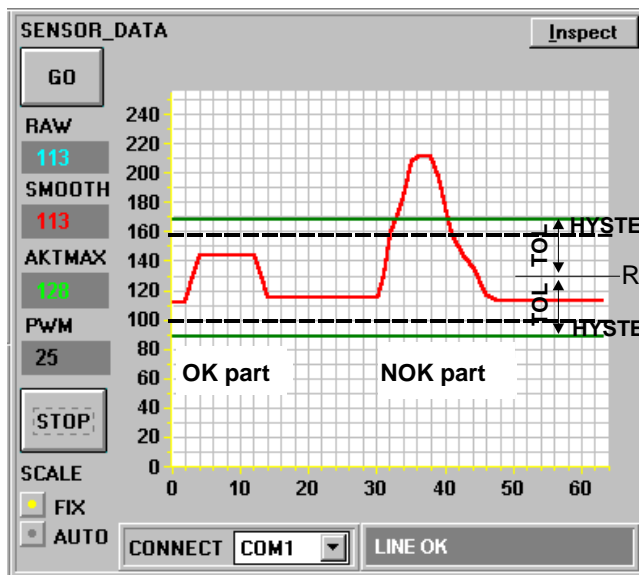 SENSOR_DATA
Inspect
GO
RAW
113
SMOOTH
113
AKTMAX
128
PWM
25
STOP
SCALE
FIX
AUTO
240
220
200
180
160
140
120
100
80
60
40
20
0
0 10 20 30 40 50 60
HYSTE
TOL
R
TOL
HYSTE
OK part
NOK part
CONNECT COM1
LINE OK